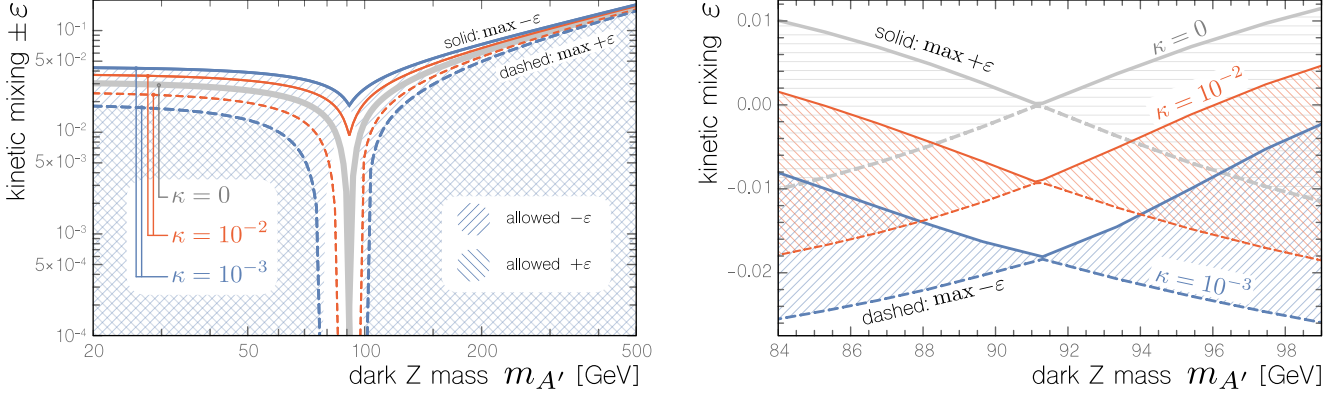 kinetic mixing ±ε
10⁻¹
5×10⁻²
10⁻²
5×10⁻³
10⁻³
5×10⁻⁴
10⁻⁴
solid: max −ε
dashed: max +ε
κ = 0
κ = 10⁻²
κ = 10⁻³
allowed −ε
allowed +ε
20 50 100 200 500
dark Z mass m_A′ [GeV]
kinetic mixing ε
0.01
0.00
−0.01
−0.02
solid: max +ε
κ = 0
κ = 10⁻²
κ = 10⁻³
dashed: max −ε
84 86 88 90 92 94 96 98
dark Z mass m_A′ [GeV]